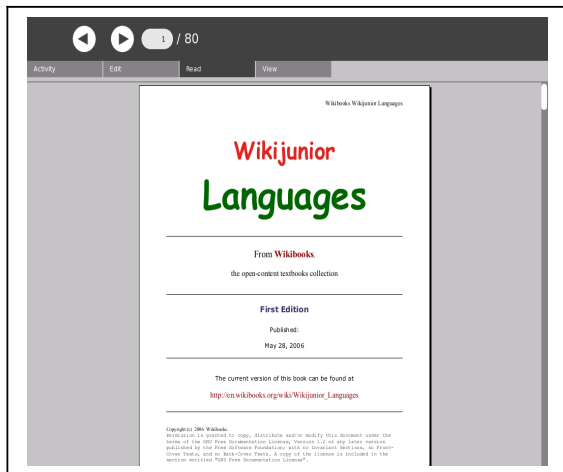 1 / 80
Activity Edit Read View
Wikibooks Wikijunior Languages
Wikijunior
Languages
From Wikibooks,
the open-content textbooks collection
First Edition
Published:
May 28, 2006
The current version of this book can be found at
http://en.wikibooks.org/wiki/Wikijunior_Languages
Copyright (c) 2006 Wikibooks.
Permission is granted to copy, distribute and/or modify this document under the
terms of the GNU Free Documentation License, Version 1.2 or any later version
published by the Free Software Foundation; with no Invariant Sections, no Front-
Cover Texts, and no Back-Cover Texts. A copy of the license is included in the
section entitled "GNU Free Documentation License".